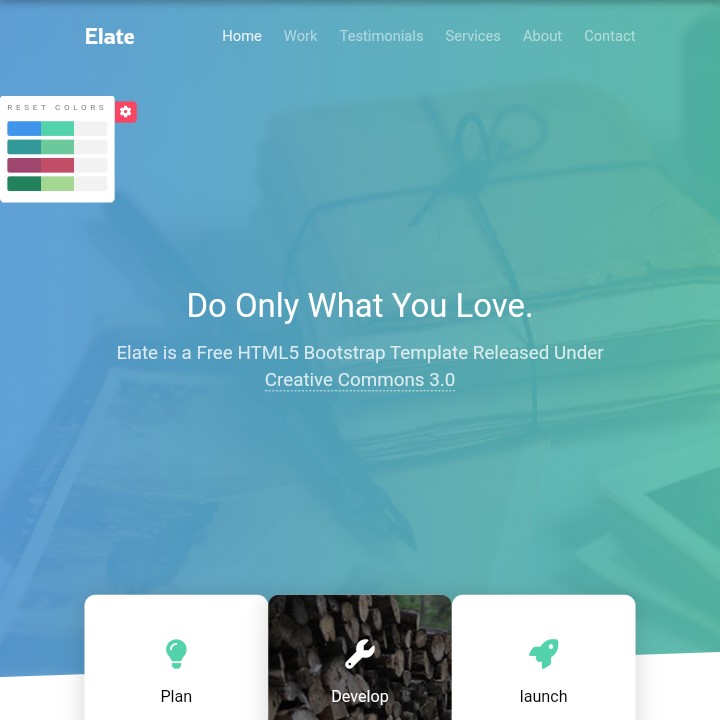 Elate
Home Work Testimonials Services About Contact
RESET COLORS
Do Only What You Love.
Elate is a Free HTML5 Bootstrap Template Released Under
Creative Commons 3.0
Plan
Develop
launch